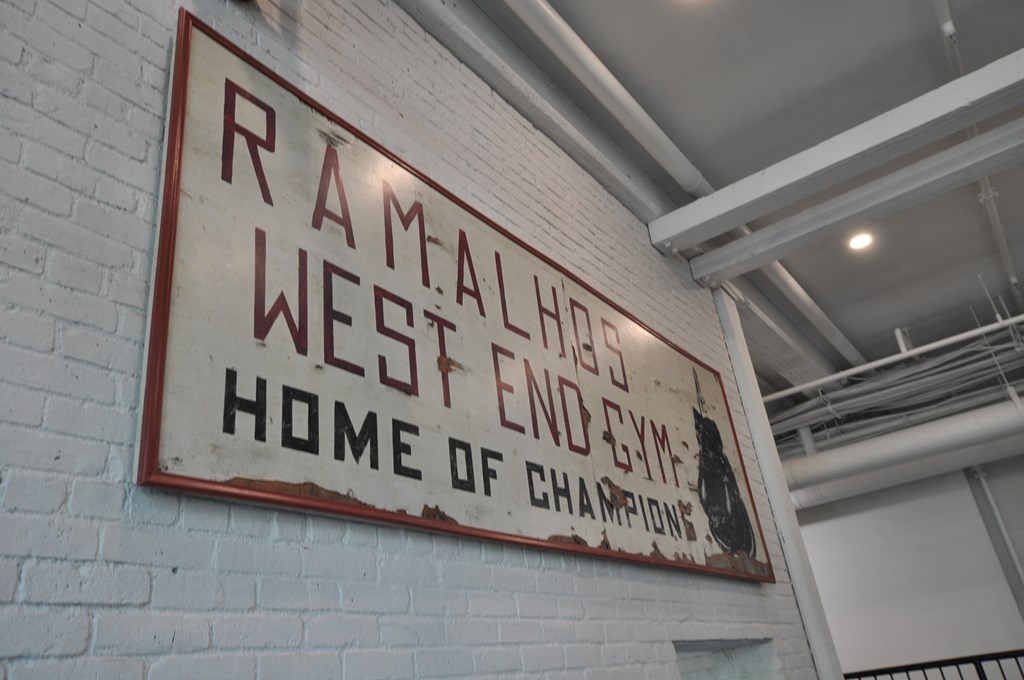 RAMALHOS
WEST END GYM
HOME OF CHAMPIONS